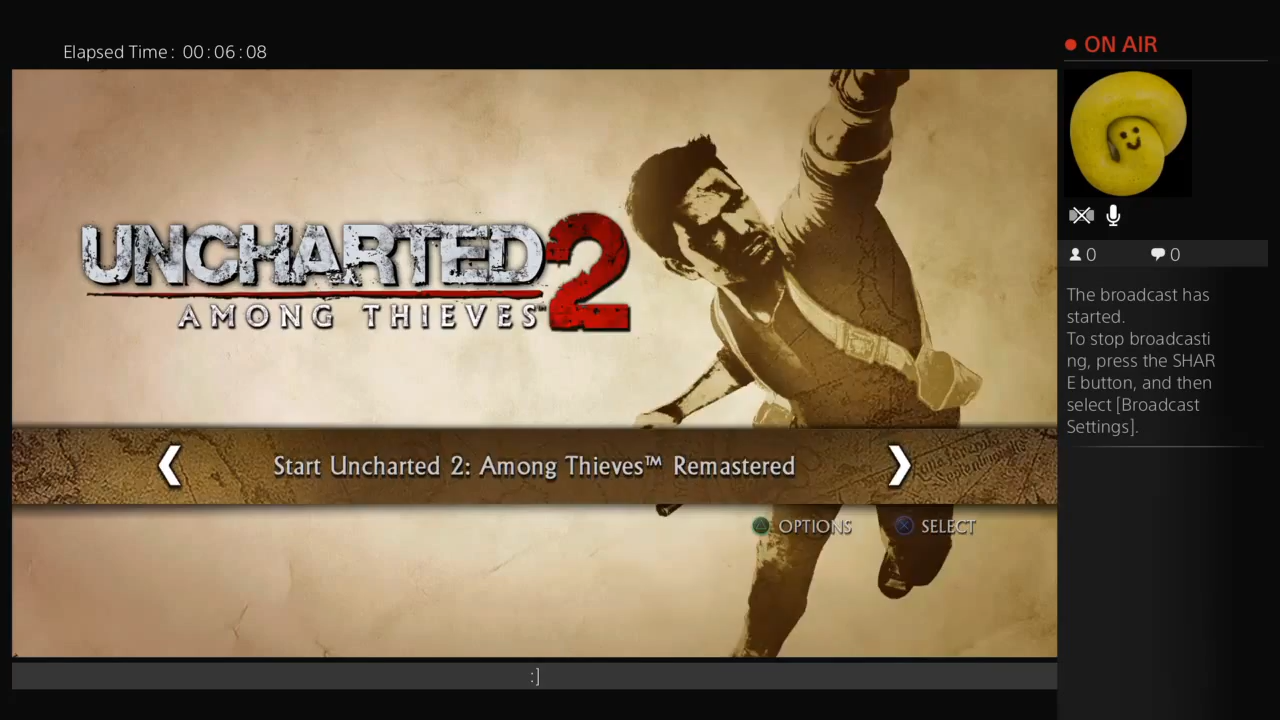 Elapsed Time: 00:06:08
ON AIR
0 0
The broadcast has
started.
To stop broadcasti
ng, press the SHAR
E button, and then
select [Broadcast
Settings].
UNCHARTED 2
AMONG THIEVES™
Start Uncharted 2: Among Thieves™ Remastered
OPTIONS SELECT
:]